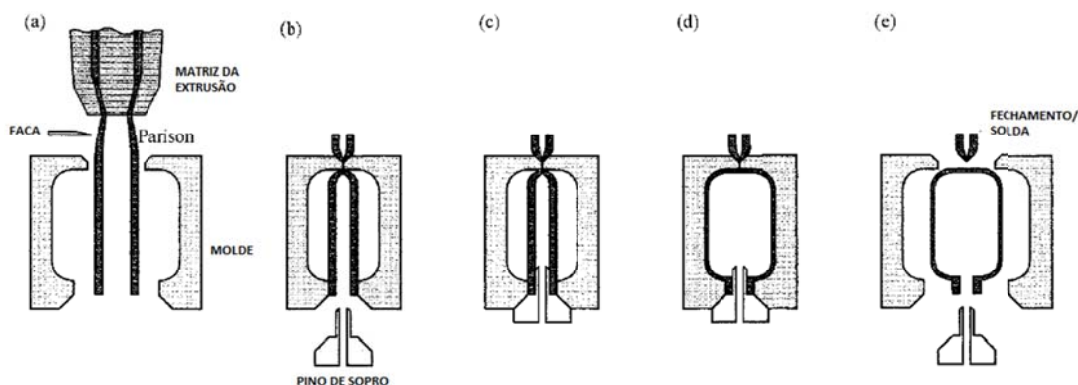 (a)
(b)
(c)
(d)
(e)
MATRIZ DA
EXTRUSÃO
FACA
Parison
MOLDE
PINO DE SOPRO
FECHAMENTO/
SOLDA